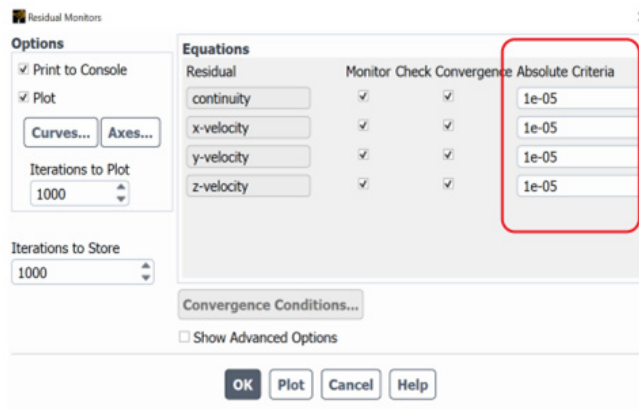 Residual Monitors
Options
Print to Console
Plot
Curves... Axes...
Iterations to Plot
1000
Iterations to Store
1000
Equations
Residual Monitor Check Convergence Absolute Criteria
continuity 1e-05
x-velocity 1e-05
y-velocity 1e-05
z-velocity 1e-05
Convergence Conditions...
Show Advanced Options
OK Plot Cancel Help